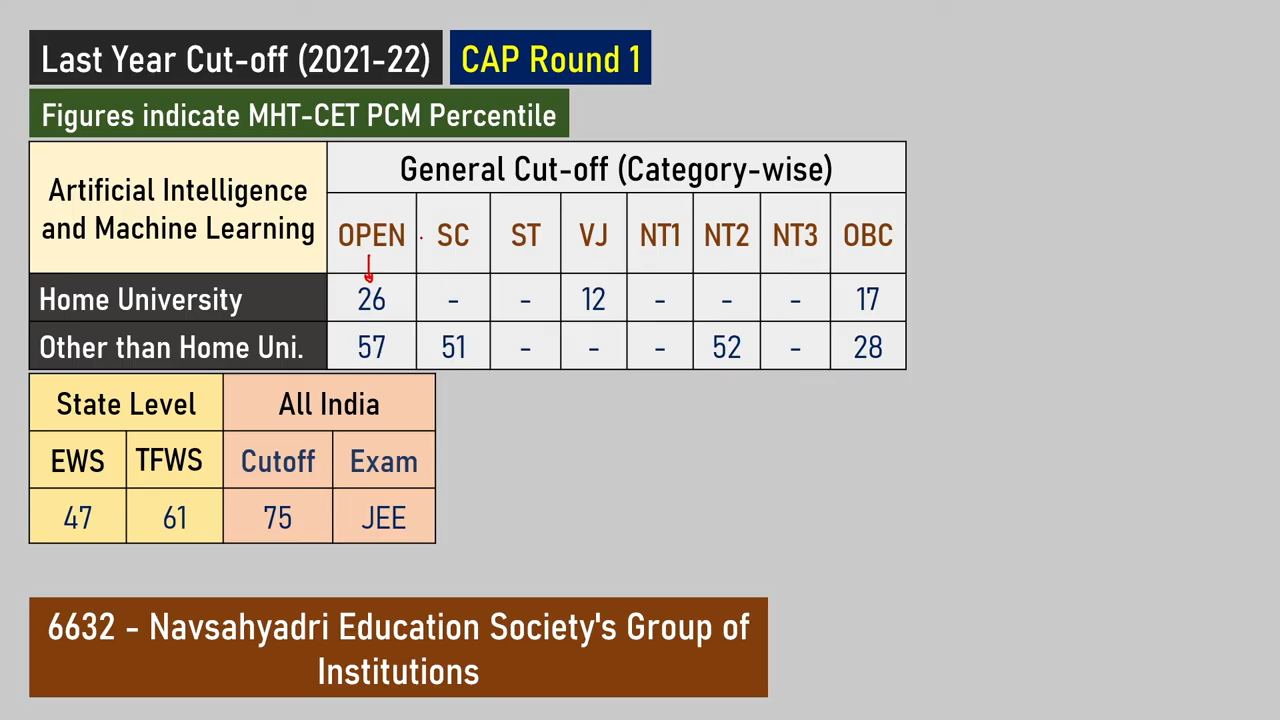 Last Year Cut-off (2021-22) CAP Round 1
Figures indicate MHT-CET PCM Percentile
Artificial Intelligence and Machine Learning General Cut-off (Category-wise)
OPEN SC ST VJ NT1 NT2 NT3 OBC
Home University 26 - - 12 - - - 17
Other than Home Uni. 57 51 - - - 52 - 28
State Level All India
EWS TFWS Cutoff Exam
47 61 75 JEE
6632 - Navsahyadri Education Society's Group of
Institutions